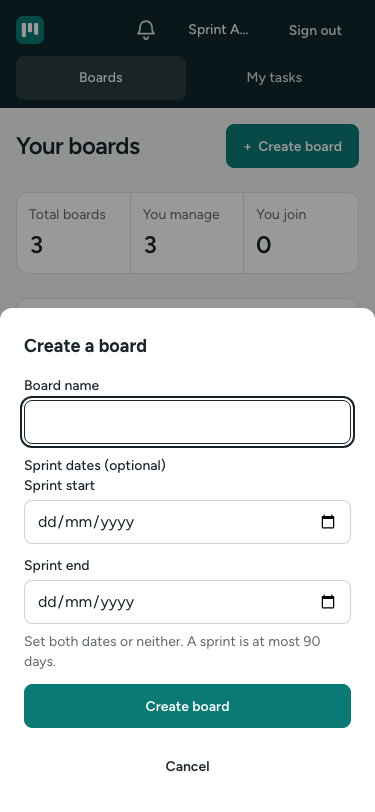 Sprint A...
Sign out
Boards
My tasks
Your boards
+ Create board
Total boards
You manage
You join
3
3
0
Create a board
Board name
Sprint dates (optional)
Sprint start
dd/mm/yyyy
Sprint end
dd/mm/yyyy
Set both dates or neither. A sprint is at most 90
days.
Create board
Cancel